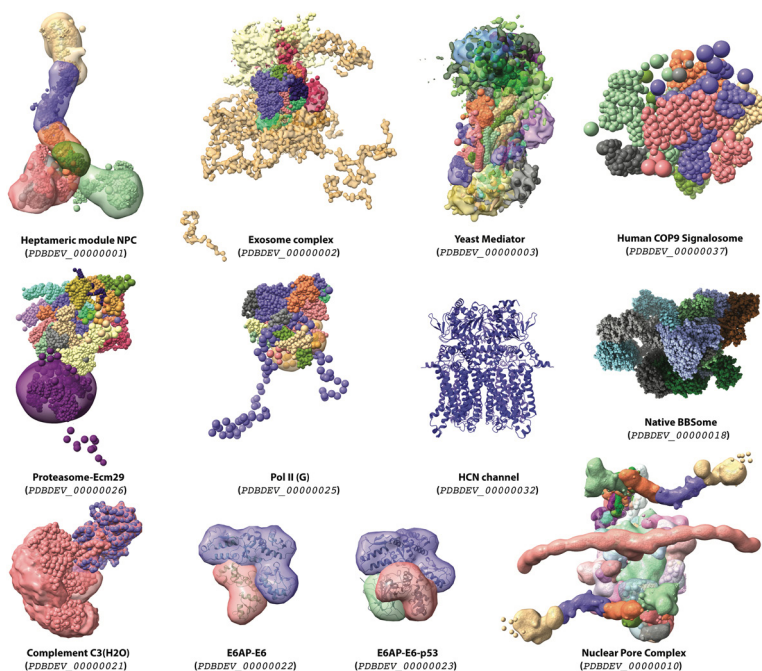 Heptameric module NPC
(PDBDEV_00000001)
Exosome complex
(PDBDEV_00000002)
Yeast Mediator
(PDBDEV_00000003)
Human COP9 Signalosome
(PDBDEV_00000037)
Proteasome-Ecm29
(PDBDEV_00000026)
Pol II (G)
(PDBDEV_00000025)
HCN channel
(PDBDEV_00000032)
Native BBSome
(PDBDEV_00000018)
Complement C3(H2O)
(PDBDEV_00000021)
E6AP-E6
(PDBDEV_00000022)
E6AP-E6-p53
(PDBDEV_00000023)
Nuclear Pore Complex
(PDBDEV_00000010)